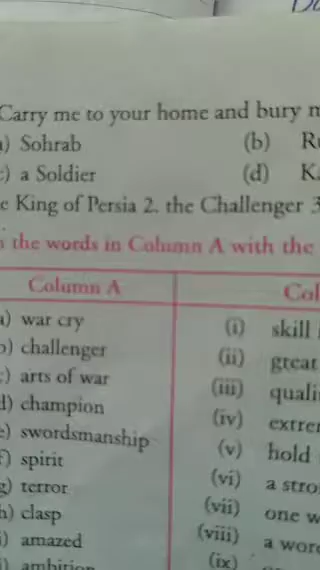 Carry me to your home and bury
a) Sohrab (b)
c) a Soldier (d)
King of Persia 2. the Challenger 3
the words in Column A with the
Column A
a) war cry (i) skill
b) challenger (ii) great
c) arts of war (iii)
d) champion (iv)
e) swordsmanship (v) hold
f) spirit (vi) a
g) terror (vii) one
h) clasp (viii) a
i) amazed (ix)
j) ambition